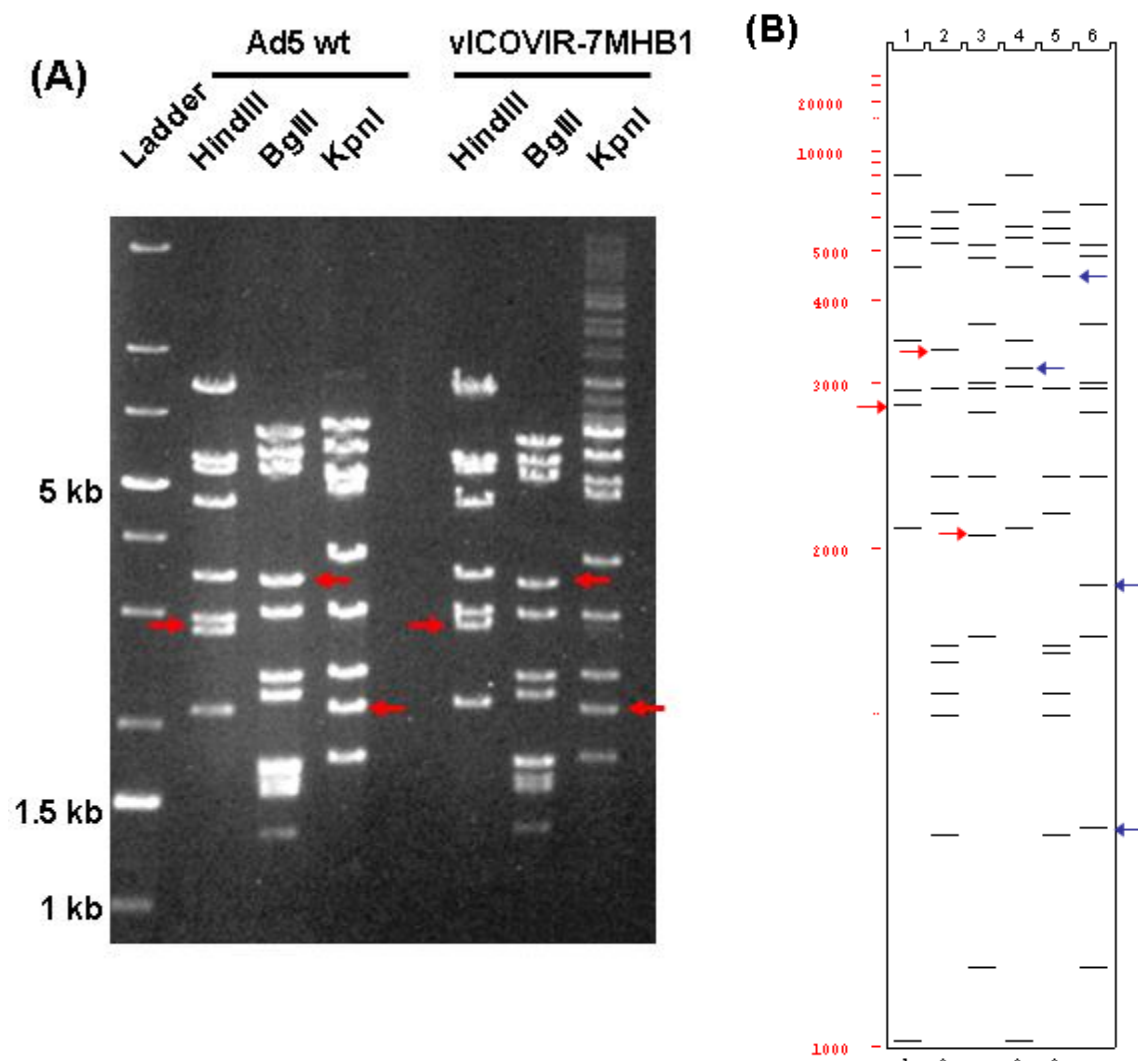 (A)
Ad5 wt
vICOVIR-7MHB1
Ladder
HindIII
BglII
KpnI
HindIII
BglII
KpnI
5 kb
1.5 kb
1 kb
(B)
1 2 3 4 5 6
20000
10000
5000
4000
3000
2000
1000